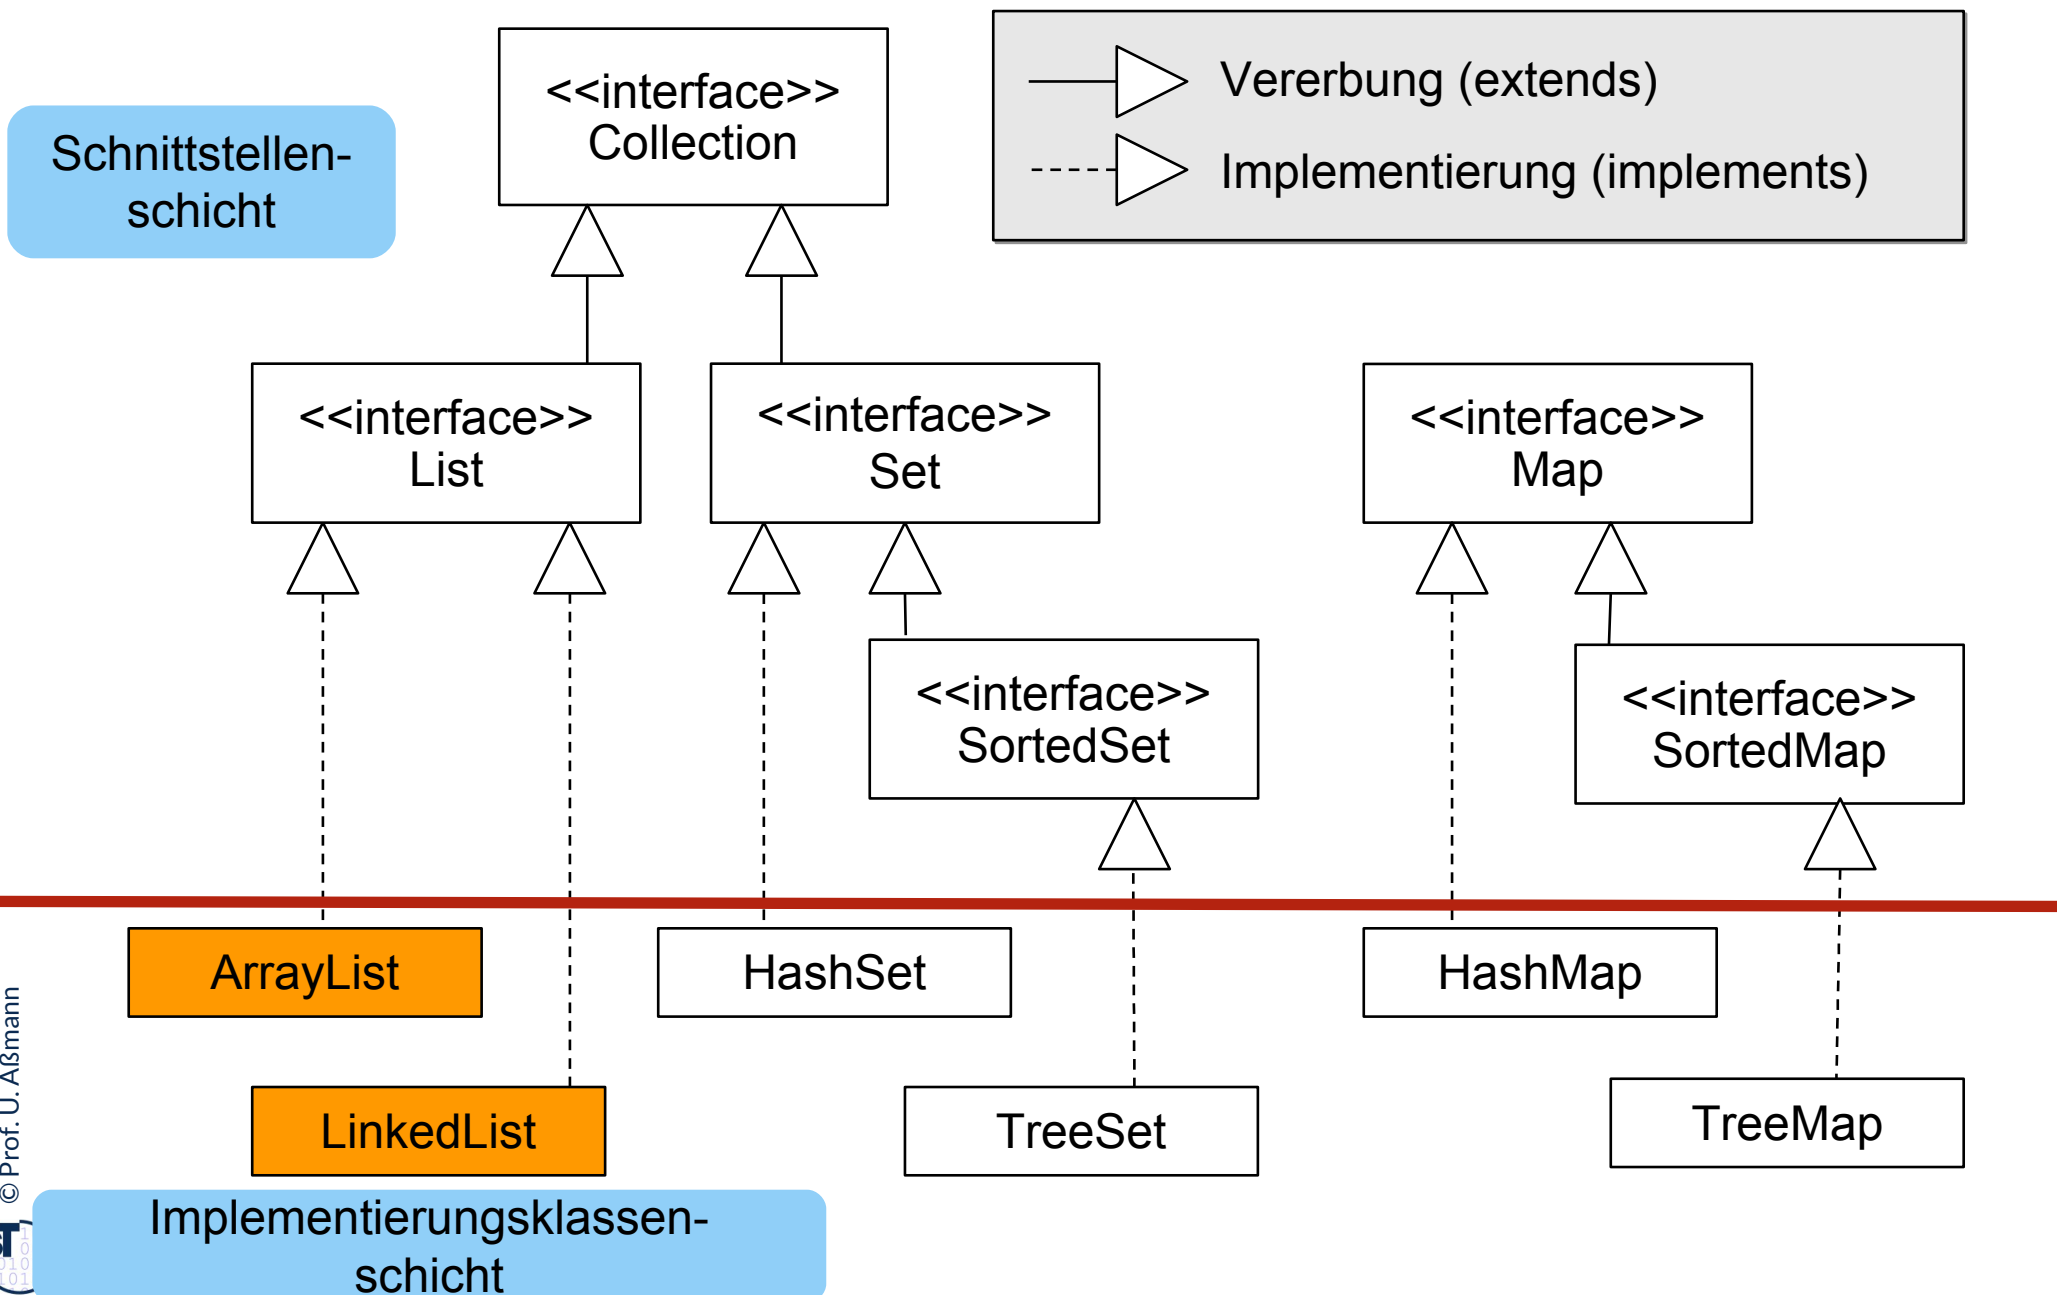 <<interface>>
Collection
Vererbung (extends)
Implementierung (implements)
Schnittstellen-
schicht
<<interface>>
List
<<interface>>
Set
<<interface>>
Map
<<interface>>
SortedSet
<<interface>>
SortedMap
ArrayList
HashSet
HashMap
LinkedList
TreeSet
TreeMap
Implementierungsklassen-
schicht
© Prof. U. Aßmann